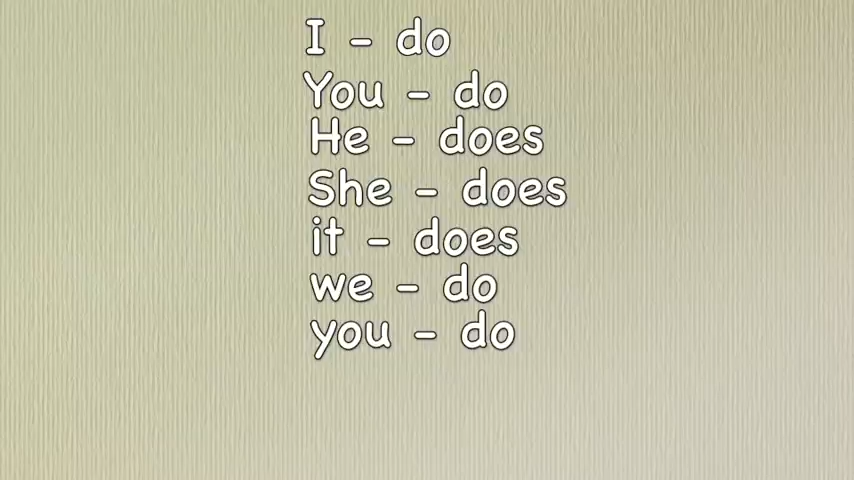 I - do
You - do
He - does
She - does
it - does
we - do
you - do